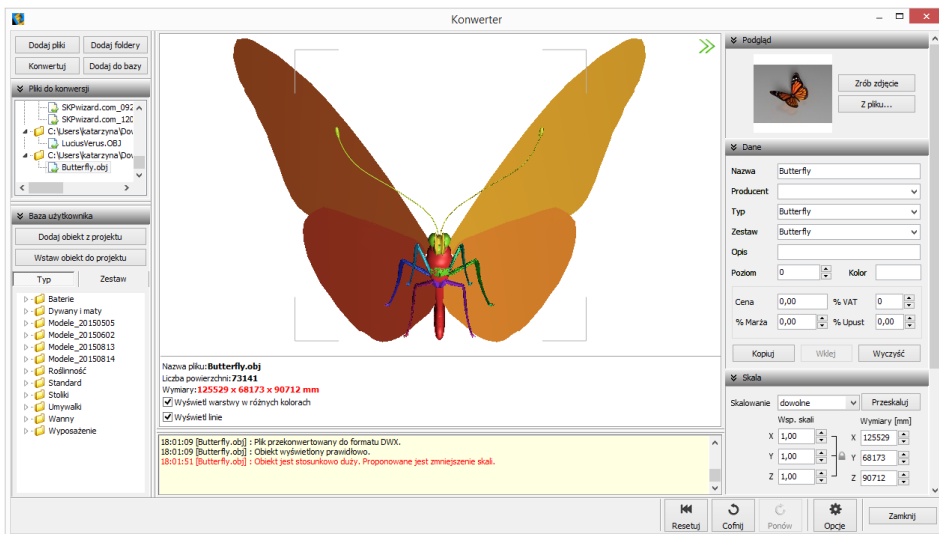 Konwerter
Dodaj pliki
Dodaj foldery
Konwertuj
Dodaj do bazy
Pliki do konwersji
SKPwizard.com_092
SKPwizard.com_120
C:\Users\katarzyna\Dov
LuciusVerus.OBJ
C:\Users\katarzyna\Dov
Butterfly.obj
Baza użytkownika
Dodaj obiekt z projektu
Wstaw obiekt do projektu
Typ
Zestaw
Baterie
Dywany i maty
Modele_20150505
Modele_20150602
Modele_20150813
Modele_20150814
Roślinność
Standard
Stoliki
Umywalki
Wanny
Wyposażenie
Nazwa pliku:Butterfly.obj
Liczba powierzchni:73141
Wymiary:125529 x 68173 x 90712 mm
Wyświetl warstwy w różnych kolorach
Wyświetl linie
18:01:09 [Butterfly.obj] : Plik przekonwertowany do formatu DWX.
18:01:09 [Butterfly.obj] : Obiekt wyświetlony prawidłowo.
18:01:51 [Butterfly.obj] : Obiekt jest stosunkowo duży. Proponowane jest zmniejszenie skali.
Podgląd
Zrób zdjęcie
Z pliku...
Dane
Nazwa Butterfly
Producent
Typ Butterfly
Zestaw Butterfly
Opis
Poziom 0 Kolor
Cena 0,00 % VAT 0
% Marża 0,00 % Upust 0,00
Kopiuj Wklej Wyczyść
Skala
Skalowanie dowolne Przeskaluj
Wsp. skali Wymiary [mm]
X 1,00 X 125529
Y 1,00 Y 68173
Z 1,00 Z 90712
Resetuj Cofnij Ponów Opcje Zamknij